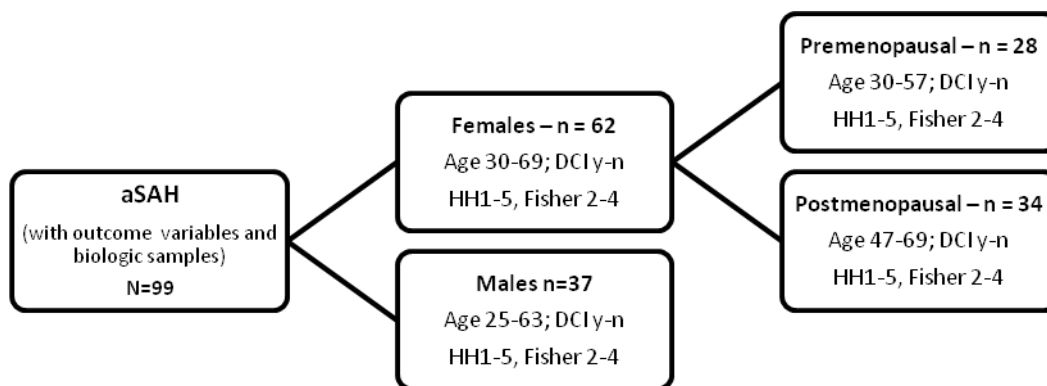 aSAH
(with outcome variables and
biologic samples)
N=99
Females – n = 62
Age 30-69; DCI y-n
HH1-5, Fisher 2-4
Males n=37
Age 25-63; DCI y-n
HH1-5, Fisher 2-4
Premenopausal – n = 28
Age 30-57; DCI y-n
HH1-5, Fisher 2-4
Postmenopausal – n = 34
Age 47-69; DCI y-n
HH1-5, Fisher 2-4